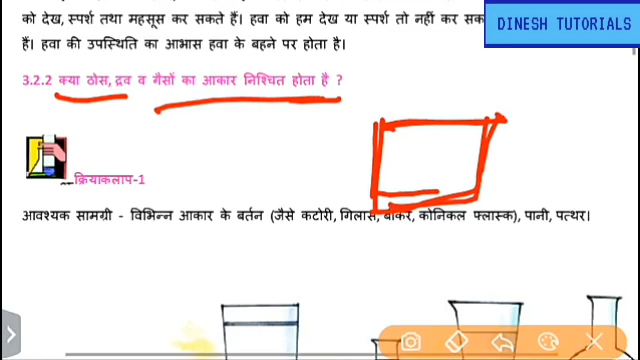 को देख, स्पर्श तथा महसूस कर सकते हैं। हवा को हम देख या स्पर्श तो नहीं कर सक
DINESH TUTORIALS
हैं। हवा की उपस्थिति का आभास हवा के बहने पर होता है।
3.2.2 क्या ठोस, द्रव व गैसों का आकार निश्चित होता है ?
क्रियाकलाप-1
आवश्यक सामग्री - विभिन्न आकार के बर्तन (जैसे कटोरी, गिलास, बीकर, कोनिकल फ्लास्क), पानी, पत्थर।